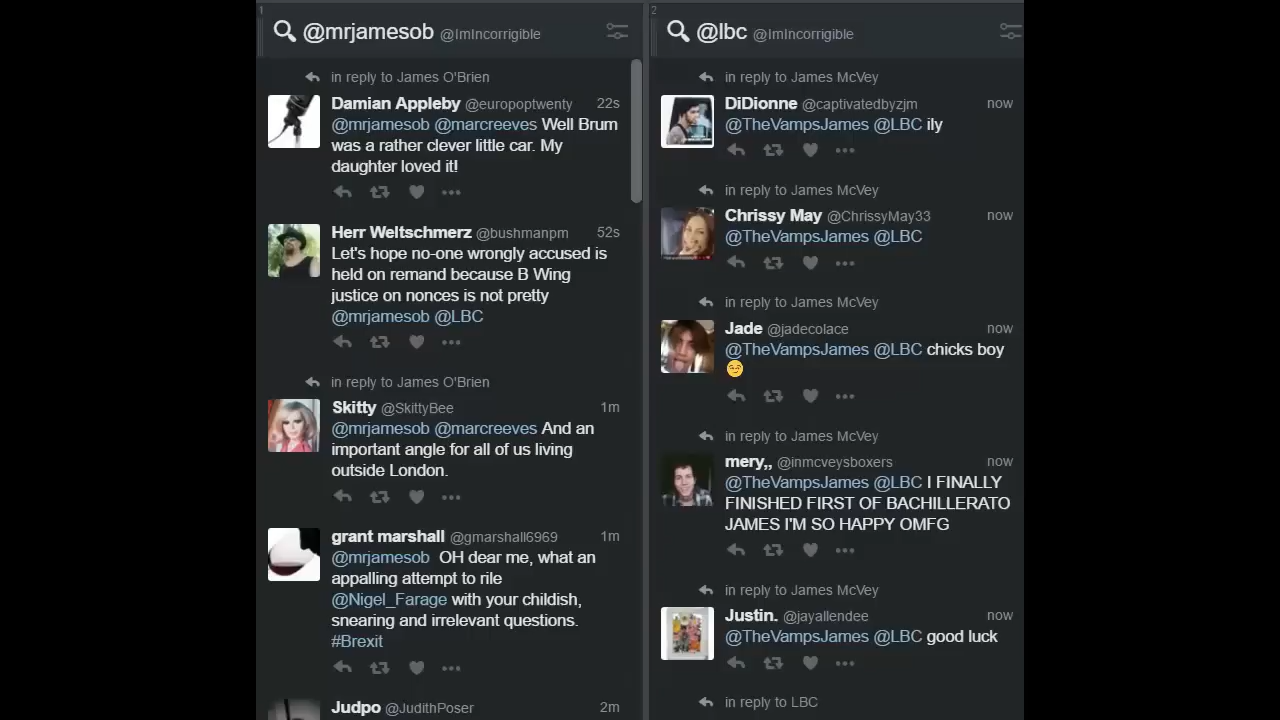 1
@mrjamesob @ImIncorrigible
in reply to James O'Brien
Damian Appleby @europoptwenty 22s
@mrjamesob @marcreeves Well Brum
was a rather clever little car. My
daughter loved it!
Herr Weltschmerz @bushmanpm 52s
Let's hope no-one wrongly accused is
held on remand because B Wing
justice on nonces is not pretty
@mrjamesob @LBC
in reply to James O'Brien
Skitty @SkittyBee 1m
@mrjamesob @marcreeves And an
important angle for all of us living
outside London.
grant marshall @gmarshall6969 1m
@mrjamesob OH dear me, what an
appalling attempt to rile
@Nigel_Farage with your childish,
snearing and irrelevant questions.
#Brexit
Judpo @JudithPoser 2m
2
@lbc @ImIncorrigible
in reply to James McVey
DiDionne @captivatedbyzjm now
@TheVampsJames @LBC ily
in reply to James McVey
Chrissy May @ChrissyMay33 now
@TheVampsJames @LBC
in reply to James McVey
Jade @jadecolace now
@TheVampsJames @LBC chicks boy
😏
in reply to James McVey
mery,, @inmcveysboxers now
@TheVampsJames @LBC I FINALLY
FINISHED FIRST OF BACHILLERATO
JAMES I'M SO HAPPY OMFG
in reply to James McVey
Justin. @jayallendee now
@TheVampsJames @LBC good luck
in reply to LBC